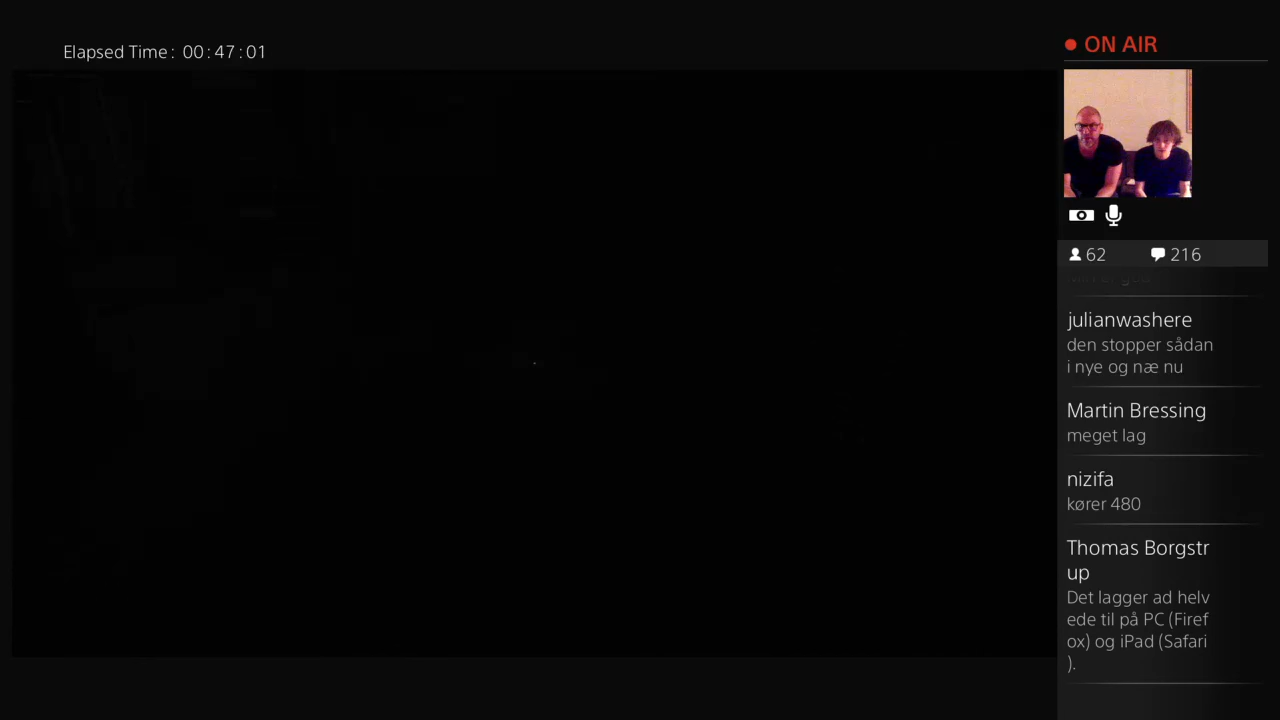 Elapsed Time: 00:47:01
ON AIR
62 216
julianwashere
den stopper sådan
i nye og næ nu
Martin Bressing
meget lag
nizifa
kører 480
Thomas Borgstr
up
Det lagger ad helv
ede til på PC (Firef
ox) og iPad (Safari
).